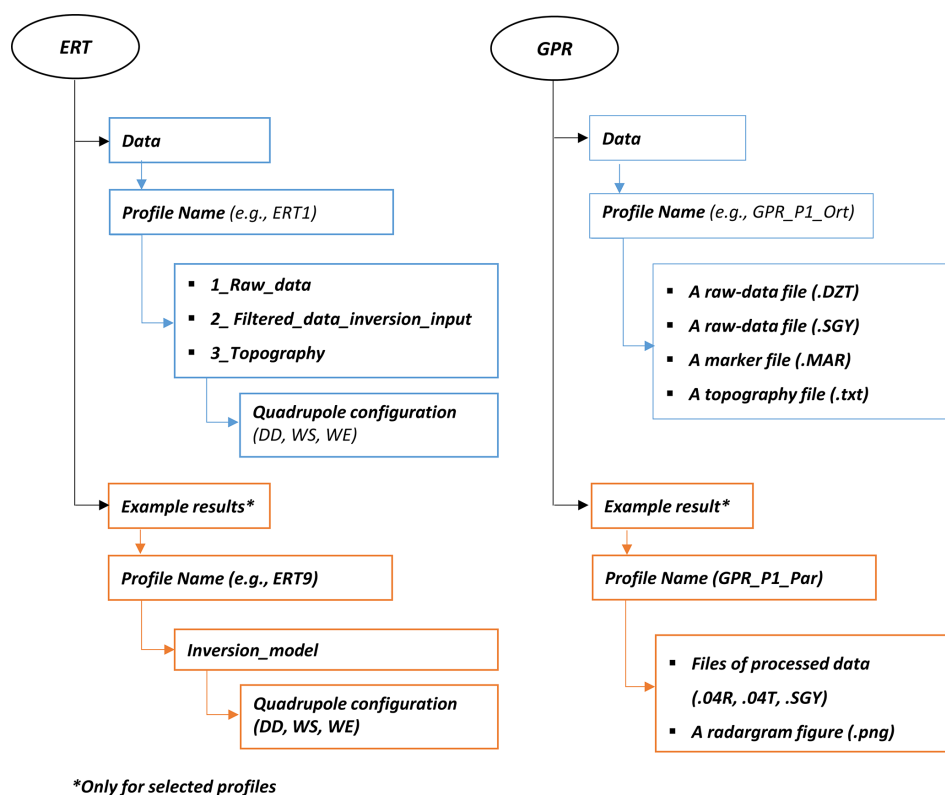 ERT
Data
Profile Name (e.g., ERT1)
▪ 1_Raw_data
▪ 2_ Filtered_data_inversion_input
▪ 3_Topography
Quadrupole configuration
(DD, WS, WE)
Example results*
Profile Name (e.g., ERT9)
Inversion_model
Quadrupole configuration
(DD, WS, WE)
GPR
Data
Profile Name (e.g., GPR_P1_Ort)
▪ A raw-data file (.DZT)
▪ A raw-data file (.SGY)
▪ A marker file (.MAR)
▪ A topography file (.txt)
Example result*
Profile Name (GPR_P1_Par)
▪ Files of processed data
(.04R, .04T, .SGY)
▪ A radargram figure (.png)
*Only for selected profiles